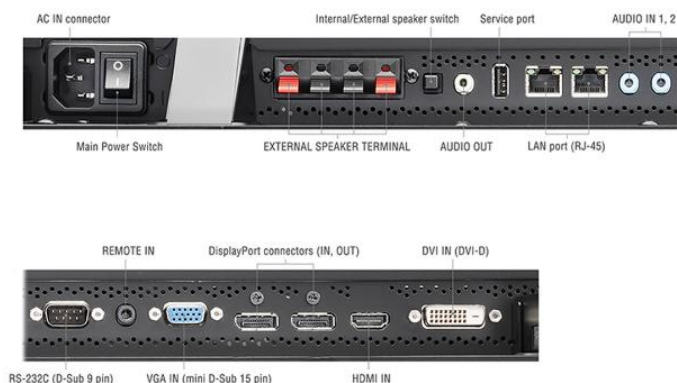 AC IN connector
Internal/External speaker switch
Service port
AUDIO IN 1, 2
Main Power Switch
EXTERNAL SPEAKER TERMINAL
AUDIO OUT
LAN port (RJ-45)
REMOTE IN
DisplayPort connectors (IN, OUT)
DVI IN (DVI-D)
RS-232C (D-Sub 9 pin)
VGA IN (mini D-Sub 15 pin)
HDMI IN